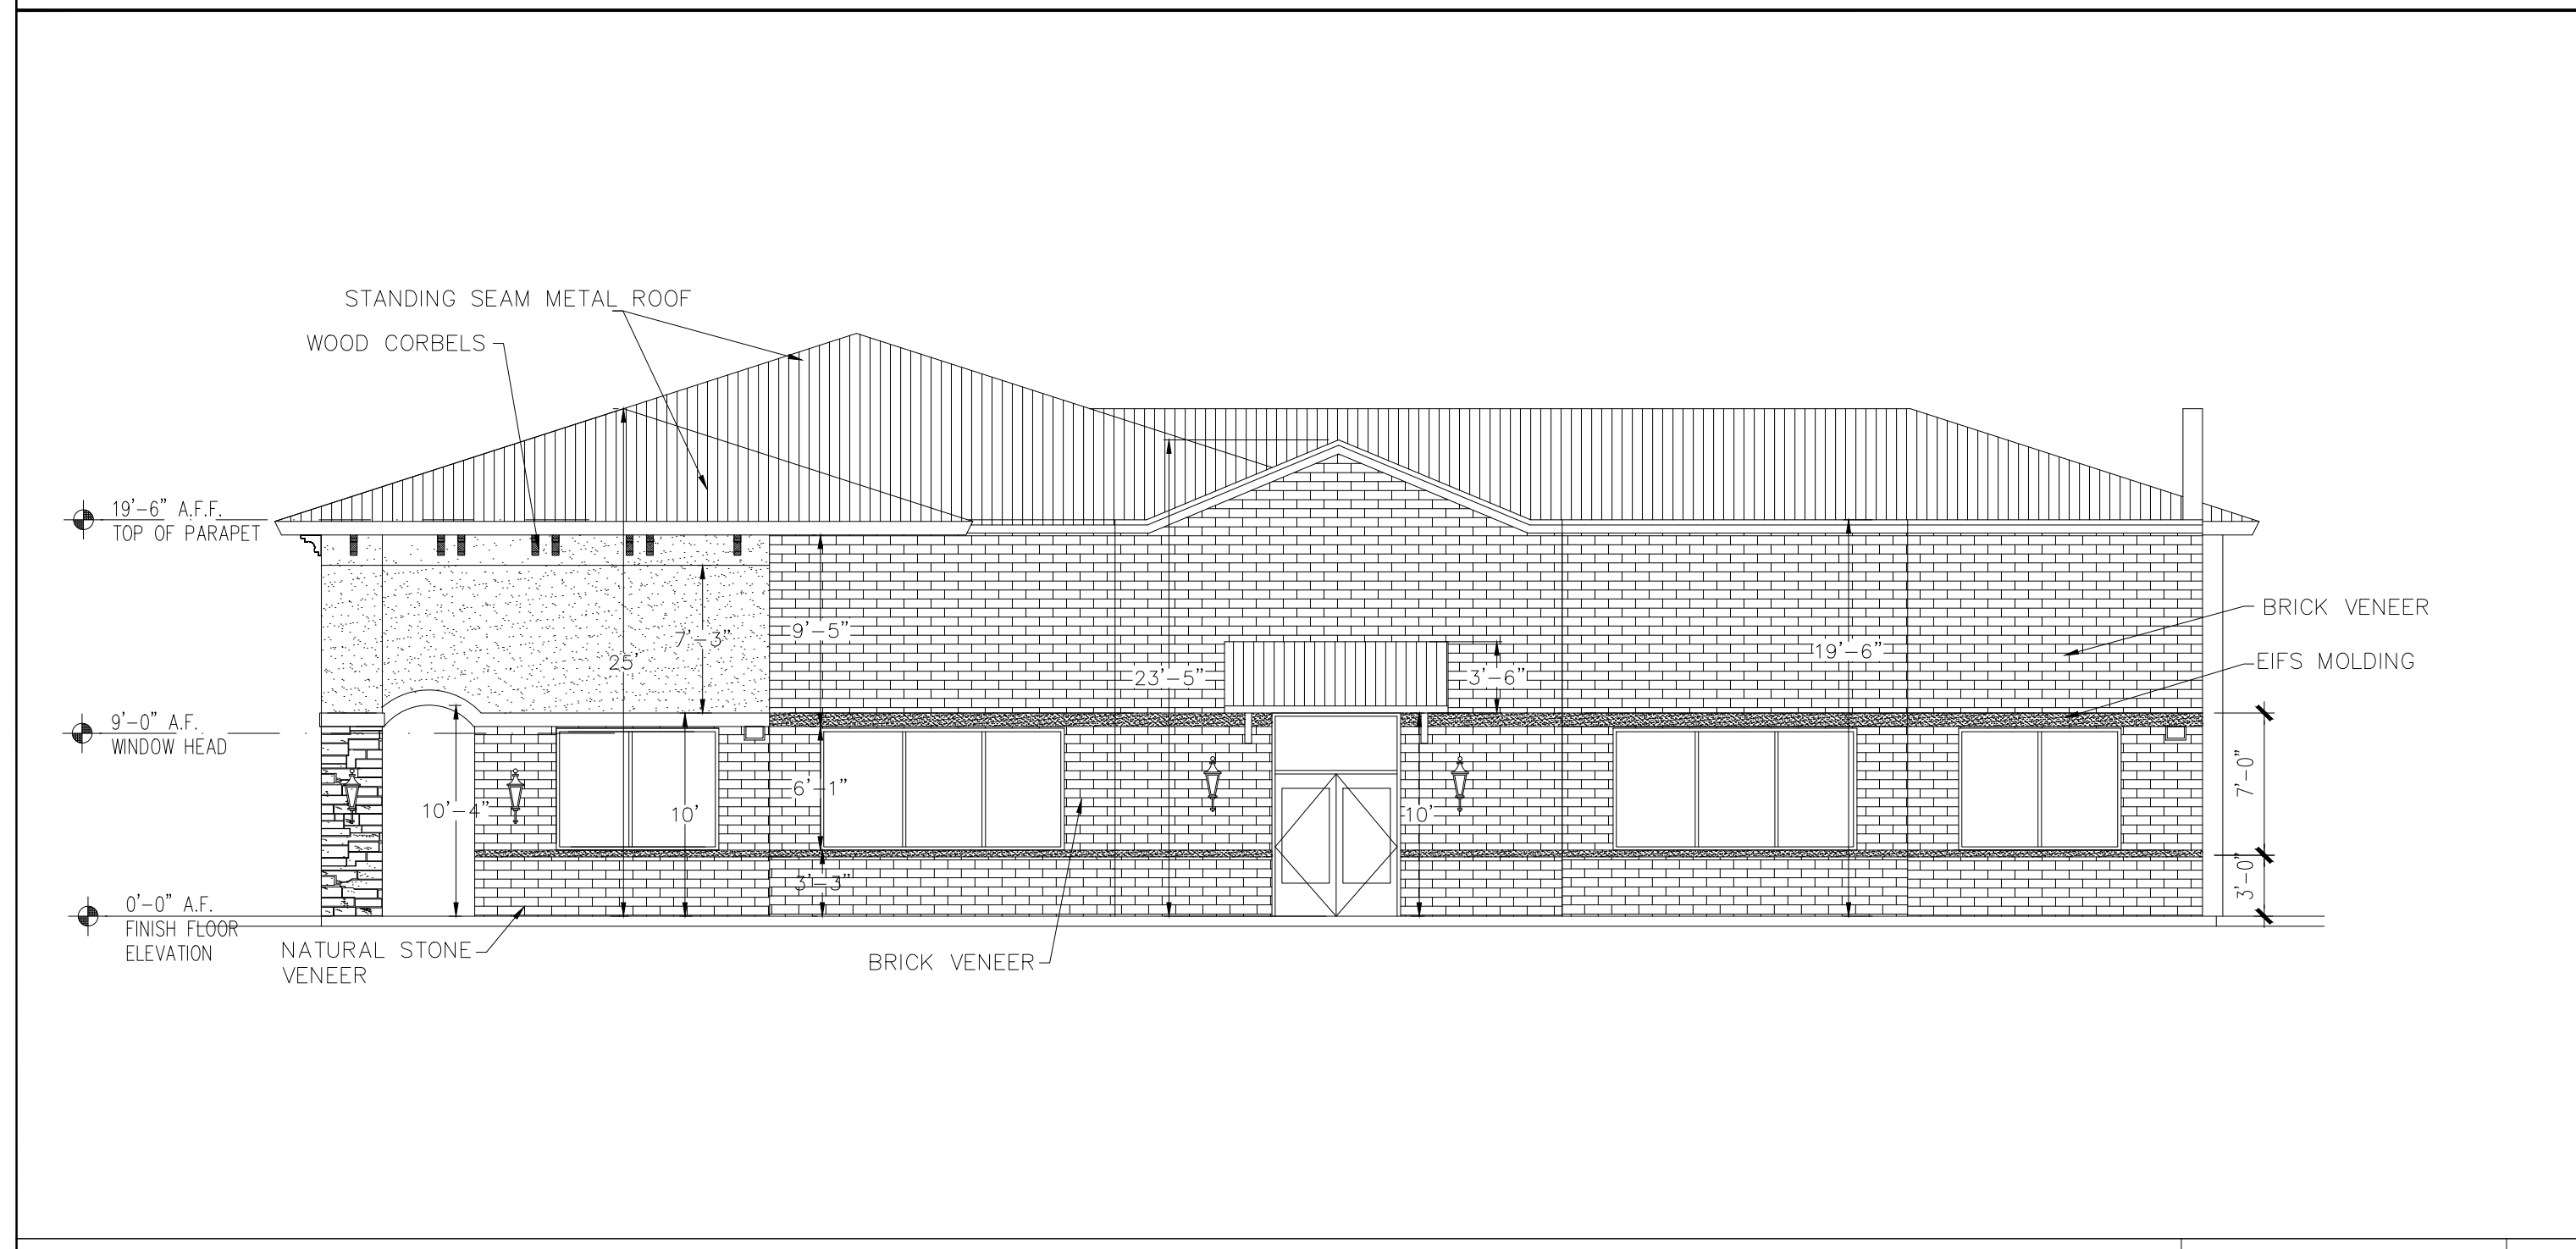 STANDING SEAM METAL ROOF
WOOD CORBELS
19'-6" A.F.F.
TOP OF PARAPET
BRICK VENEER
7'-3"
9'-5"
25'
19'-6"
EIFS MOLDING
23'-5"
3'-6"
9'-0" A.F.
WINDOW HEAD
7'-0"
6'-1"
10'-4"
10'
10'
3'-3"
3'-0"
0'-0" A.F.
FINISH FLOOR
ELEVATION
NATURAL STONE
VENEER
BRICK VENEER